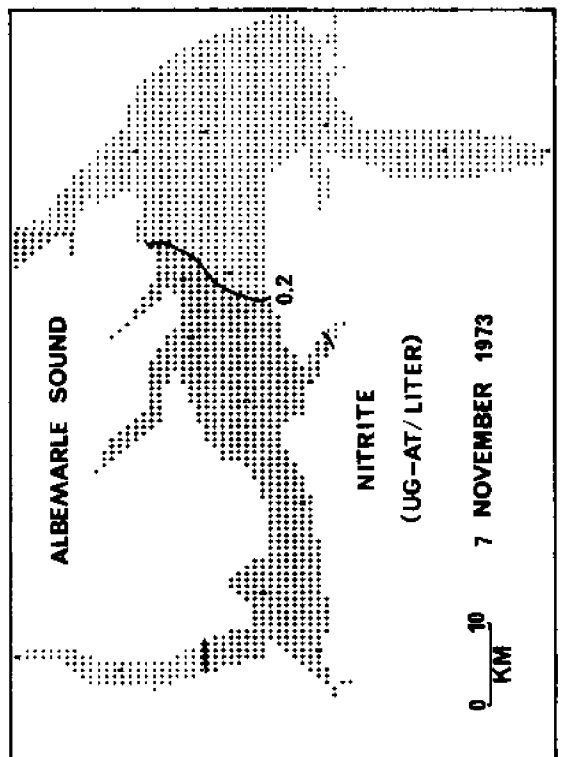 ALBEMARLE SOUND
0.2
NITRITE
(UG-AT/LITER)
7 NOVEMBER 1973
0 10
KM